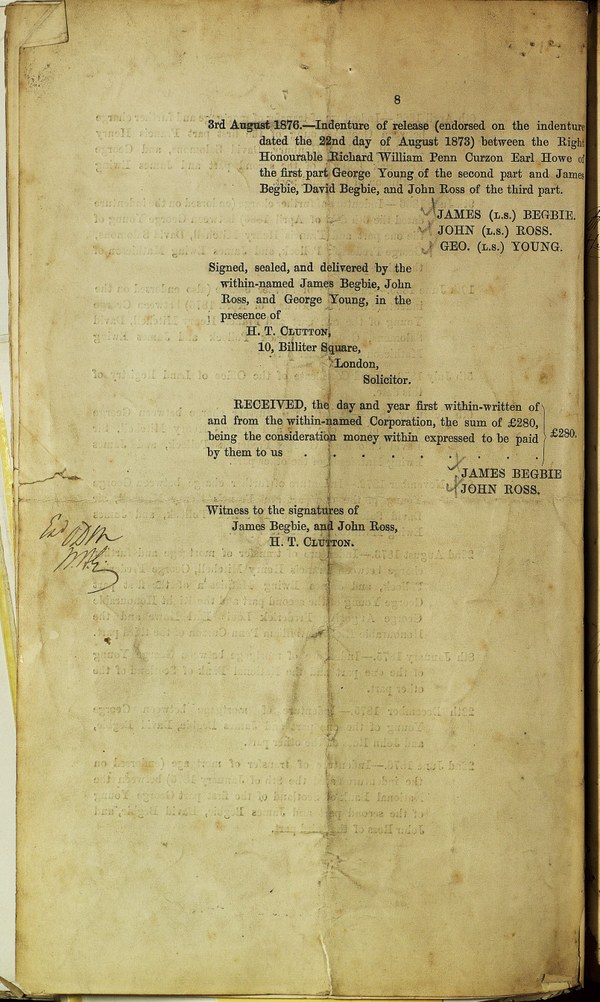 8
3rd August 1876.—Indenture of release (endorsed on the indenture
dated the 22nd day of August 1873) between the Right
Honourable Richard William Penn Curzon Earl Howe of
the first part George Young of the second part and James
Begbie, David Begbie, and John Ross of the third part.
JAMES (L.S.) BEGBIE.
JOHN (L.S.) ROSS.
GEO. (L.S.) YOUNG.
Signed, sealed, and delivered by the
within-named James Begbie, John
Ross, and George Young, in the
presence of
H. T. CLUTTON,
10, Billiter Square,
London,
Solicitor.
RECEIVED, the day and year first within-written of
and from the within-named Corporation, the sum of £280,
being the consideration money within expressed to be paid
£280.
by them to us . . . . . . . .
JAMES BEGBIE
JOHN ROSS.
Witness to the signatures of
James Begbie, and John Ross,
H. T. CLUTTON.